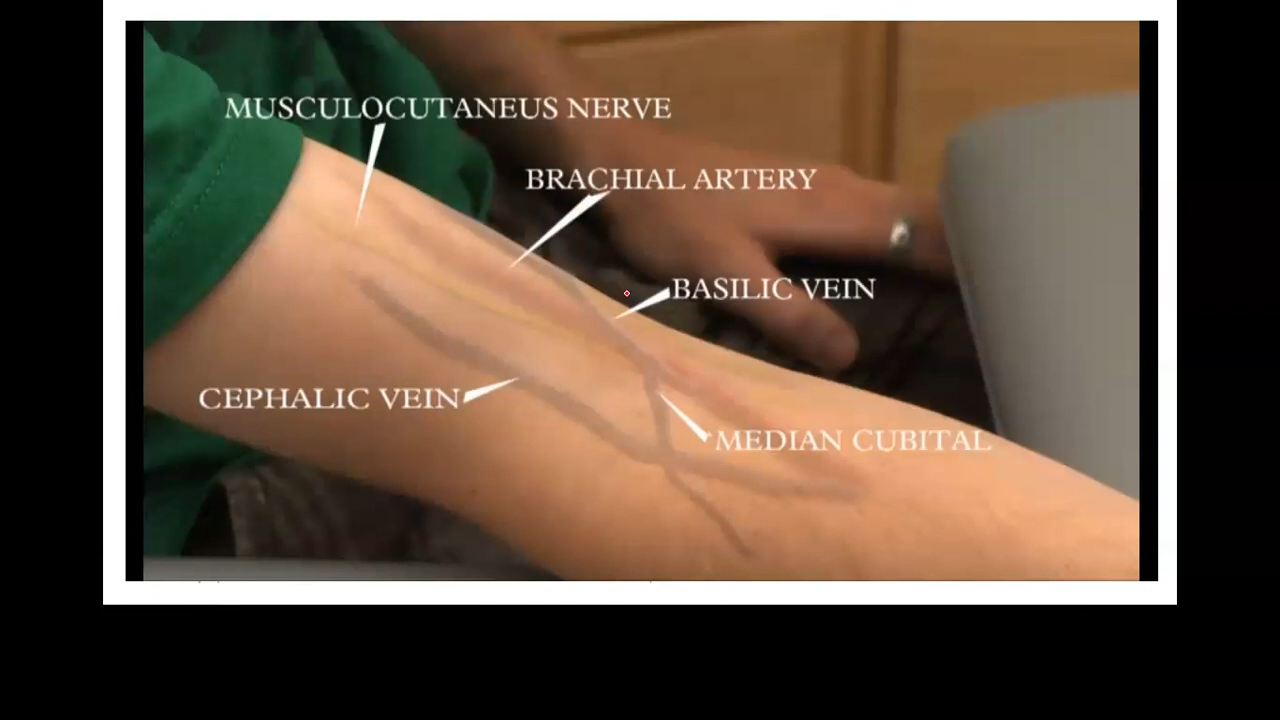 MUSCULOCUTANEUS NERVE
BRACHIAL ARTERY
BASILIC VEIN
CEPHALIC VEIN
MEDIAN CUBITAL